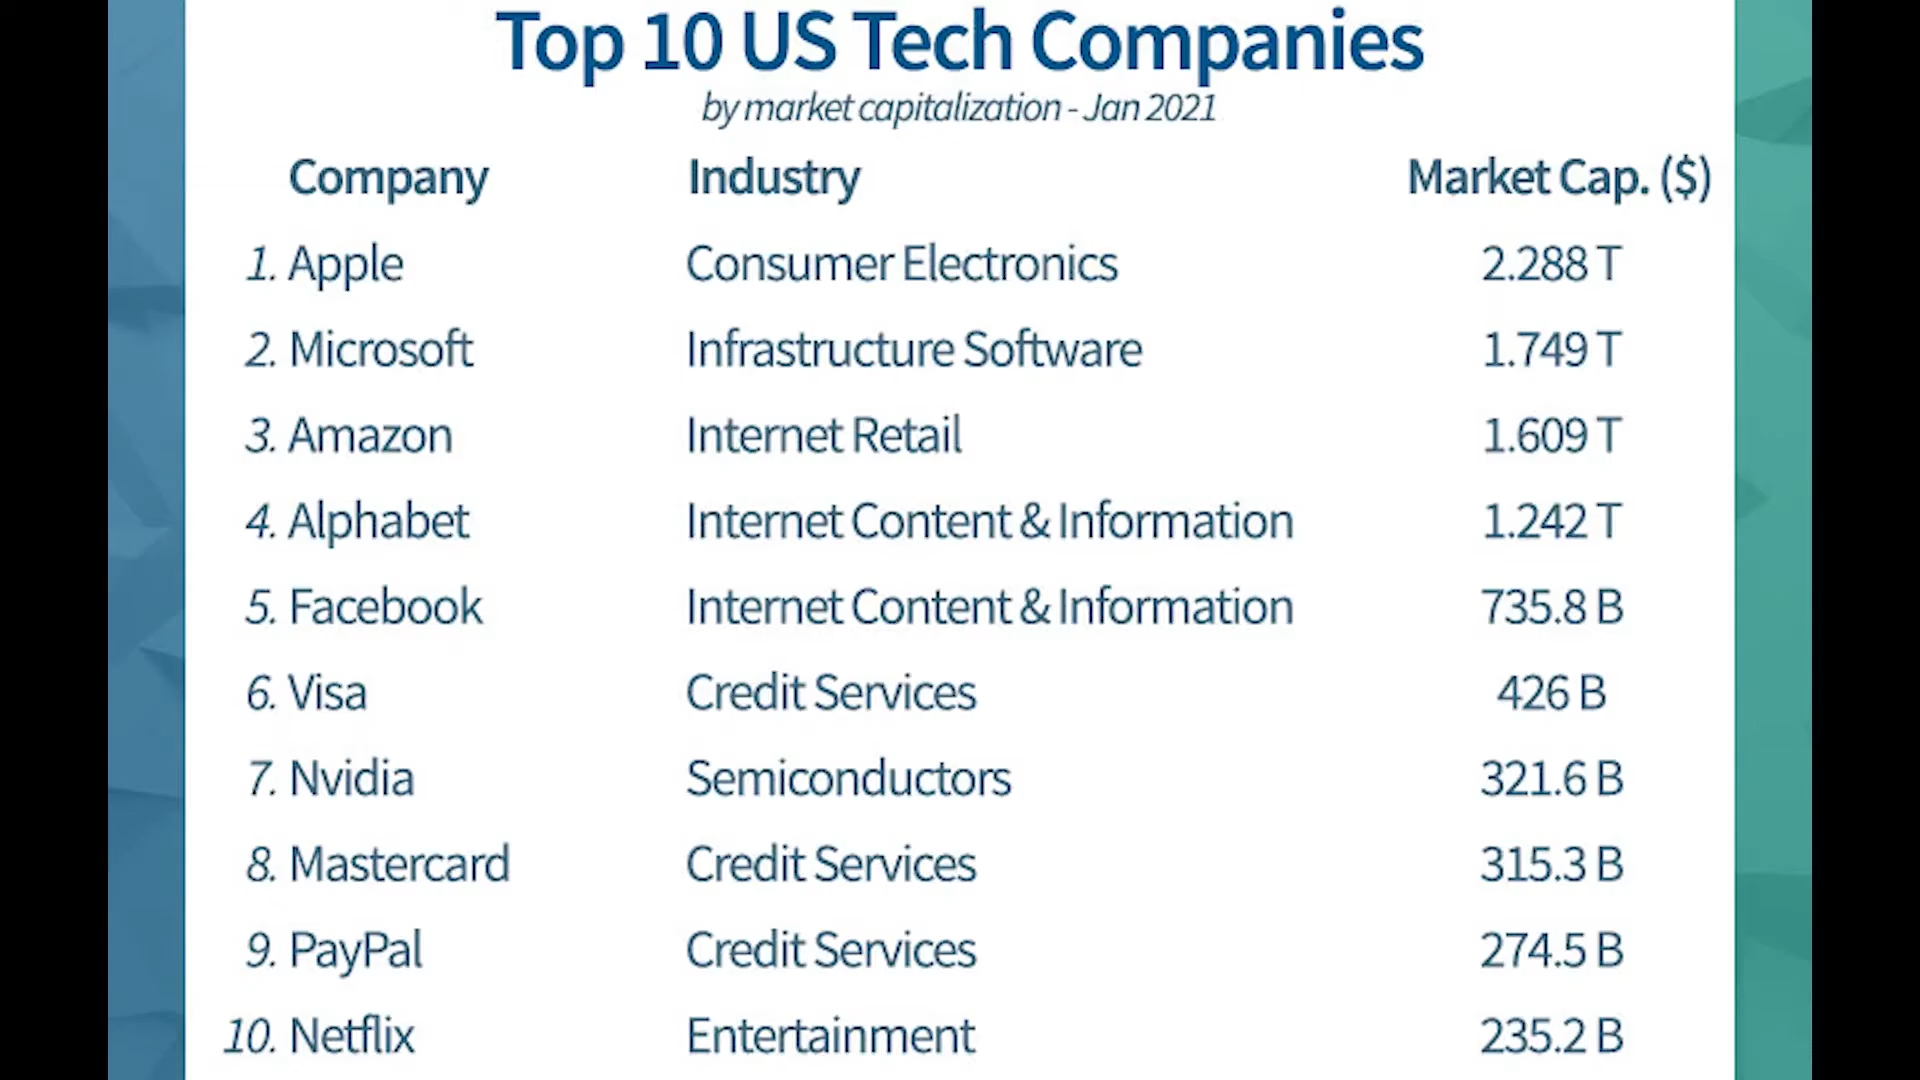 Top 10 US Tech Companies
by market capitalization - Jan 2021
Company Industry Market Cap. ($)
1. Apple Consumer Electronics 2.288 T
2. Microsoft Infrastructure Software 1.749 T
3. Amazon Internet Retail 1.609 T
4. Alphabet Internet Content & Information 1.242 T
5. Facebook Internet Content & Information 735.8 B
6. Visa Credit Services 426 B
7. Nvidia Semiconductors 321.6 B
8. Mastercard Credit Services 315.3 B
9. PayPal Credit Services 274.5 B
10. Netflix Entertainment 235.2 B